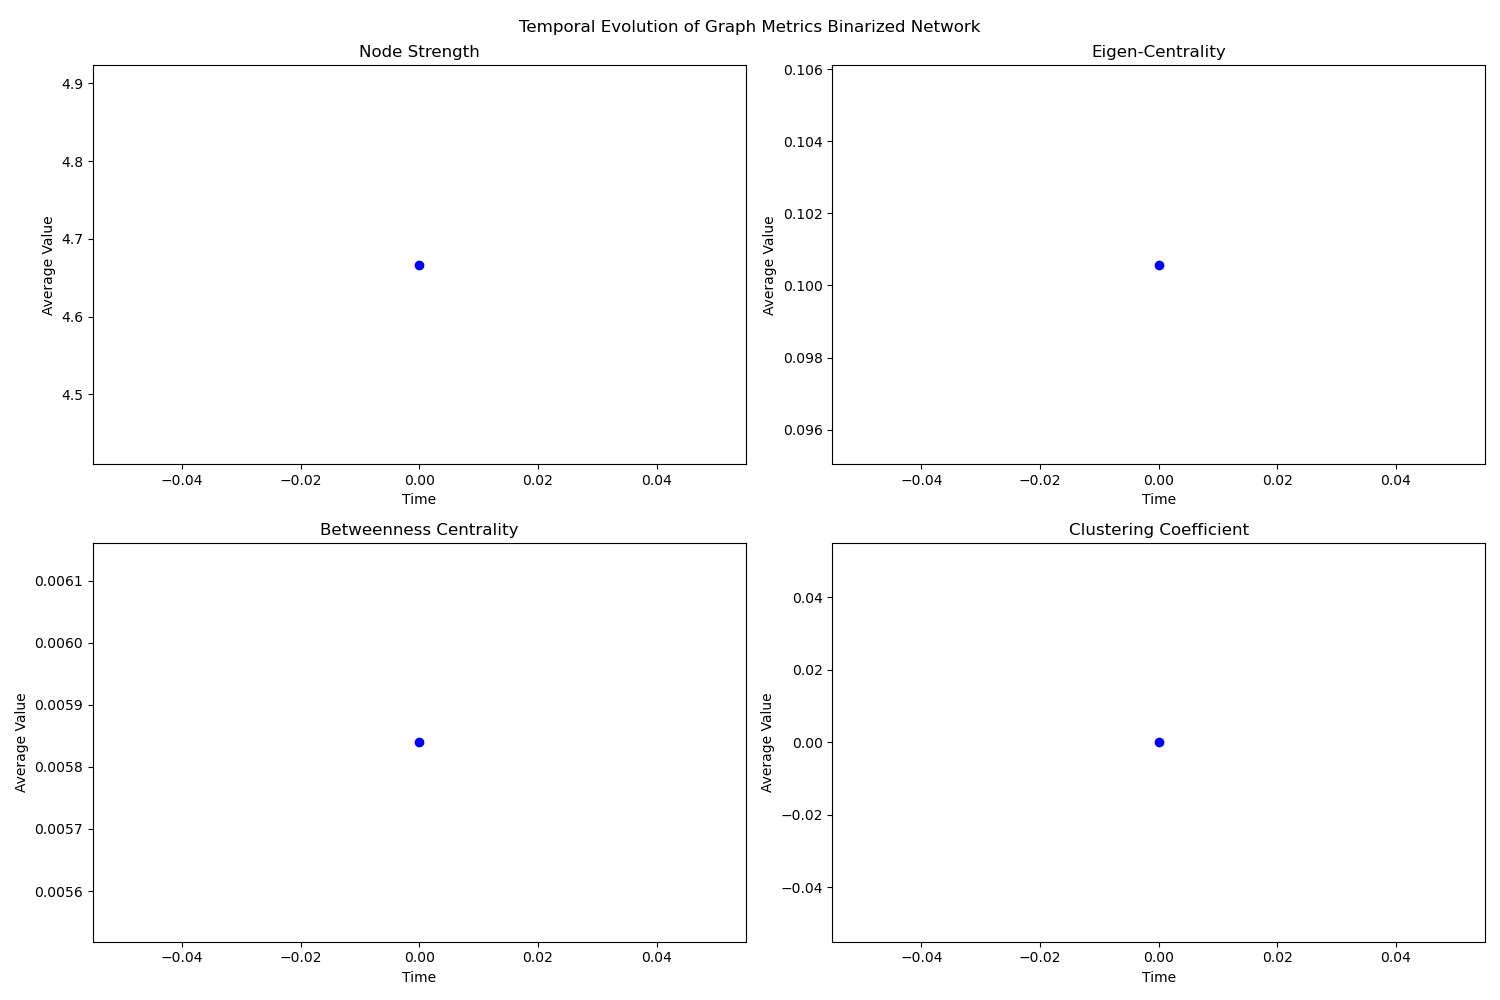 Temporal Evolution of Graph Metrics Binarized Network
Node Strength
4.9
4.8
4.7
4.6
4.5
Average Value
−0.04 −0.02 0.00 0.02 0.04
Time
Eigen-Centrality
0.106
0.104
0.102
0.100
0.098
0.096
Average Value
−0.04 −0.02 0.00 0.02 0.04
Time
Betweenness Centrality
0.0061
0.0060
0.0059
0.0058
0.0057
0.0056
Average Value
−0.04 −0.02 0.00 0.02 0.04
Time
Clustering Coefficient
0.04
0.02
0.00
−0.02
−0.04
Average Value
−0.04 −0.02 0.00 0.02 0.04
Time